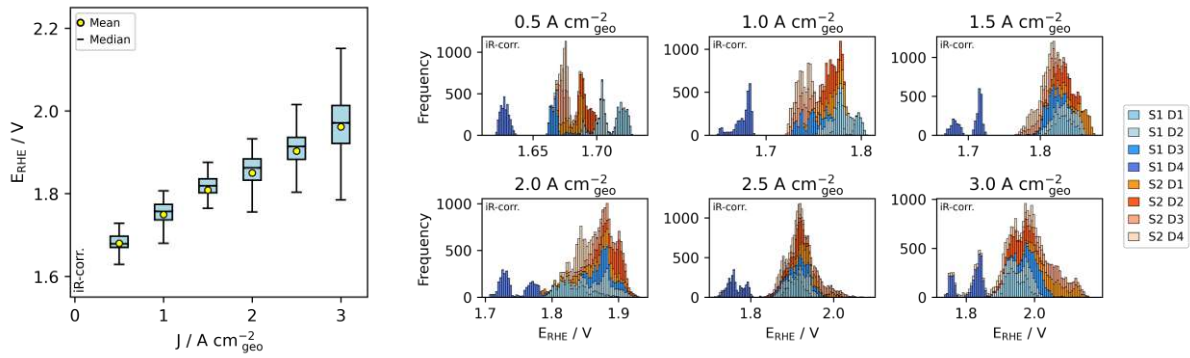 2.2
2.0
1.8
1.6
E_RHE / V
Mean
Median
iR-corr.
0 1 2 3
J / A cm⁻²_geo
0.5 A cm⁻²_geo
iR-corr.
Frequency
1000
500
0
1.65 1.70
1.0 A cm⁻²_geo
iR-corr.
1000
500
0
1.7 1.8
1.5 A cm⁻²_geo
iR-corr.
1000
500
0
1.7 1.8
2.0 A cm⁻²_geo
iR-corr.
Frequency
1000
500
0
1.7 1.8 1.9
E_RHE / V
2.5 A cm⁻²_geo
iR-corr.
1000
500
0
1.8 2.0
E_RHE / V
3.0 A cm⁻²_geo
iR-corr.
1000
500
0
1.8 2.0
E_RHE / V
S1 D1
S1 D2
S1 D3
S1 D4
S2 D1
S2 D2
S2 D3
S2 D4